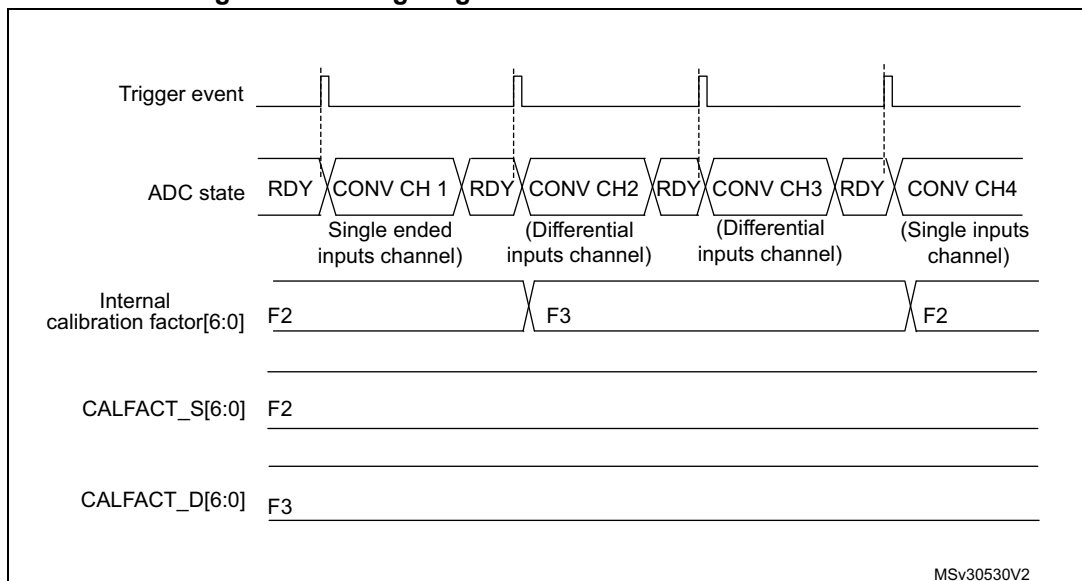 Trigger event
ADC state
RDY CONV CH 1 RDY CONV CH2 RDY CONV CH3 RDY CONV CH4
Single ended
inputs channel)
(Differential
inputs channel)
(Differential
inputs channel)
(Single inputs
channel)
Internal
calibration factor[6:0]
F2
F3
F2
CALFACT_S[6:0]
F2
CALFACT_D[6:0]
F3
MSv30530V2